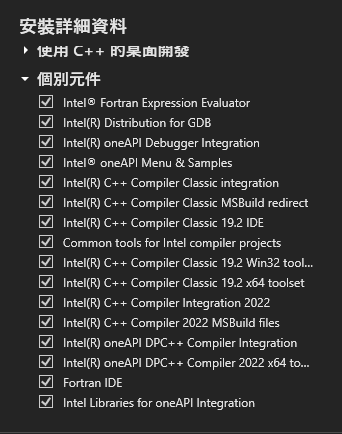 安裝詳細資料
使用 C++ 的桌面開發
個別元件
Intel® Fortran Expression Evaluator
Intel(R) Distribution for GDB
Intel(R) oneAPI Debugger Integration
Intel® oneAPI Menu & Samples
Intel(R) C++ Compiler Classic integration
Intel(R) C++ Compiler Classic MSBuild redirect
Intel(R) C++ Compiler Classic 19.2 IDE
Common tools for Intel compiler projects
Intel(R) C++ Compiler Classic 19.2 Win32 tool...
Intel(R) C++ Compiler Classic 19.2 x64 toolset
Intel(R) C++ Compiler Integration 2022
Intel(R) C++ Compiler 2022 MSBuild files
Intel(R) oneAPI DPC++ Compiler Integration
Intel(R) oneAPI DPC++ Compiler 2022 x64 to...
Fortran IDE
Intel Libraries for oneAPI Integration